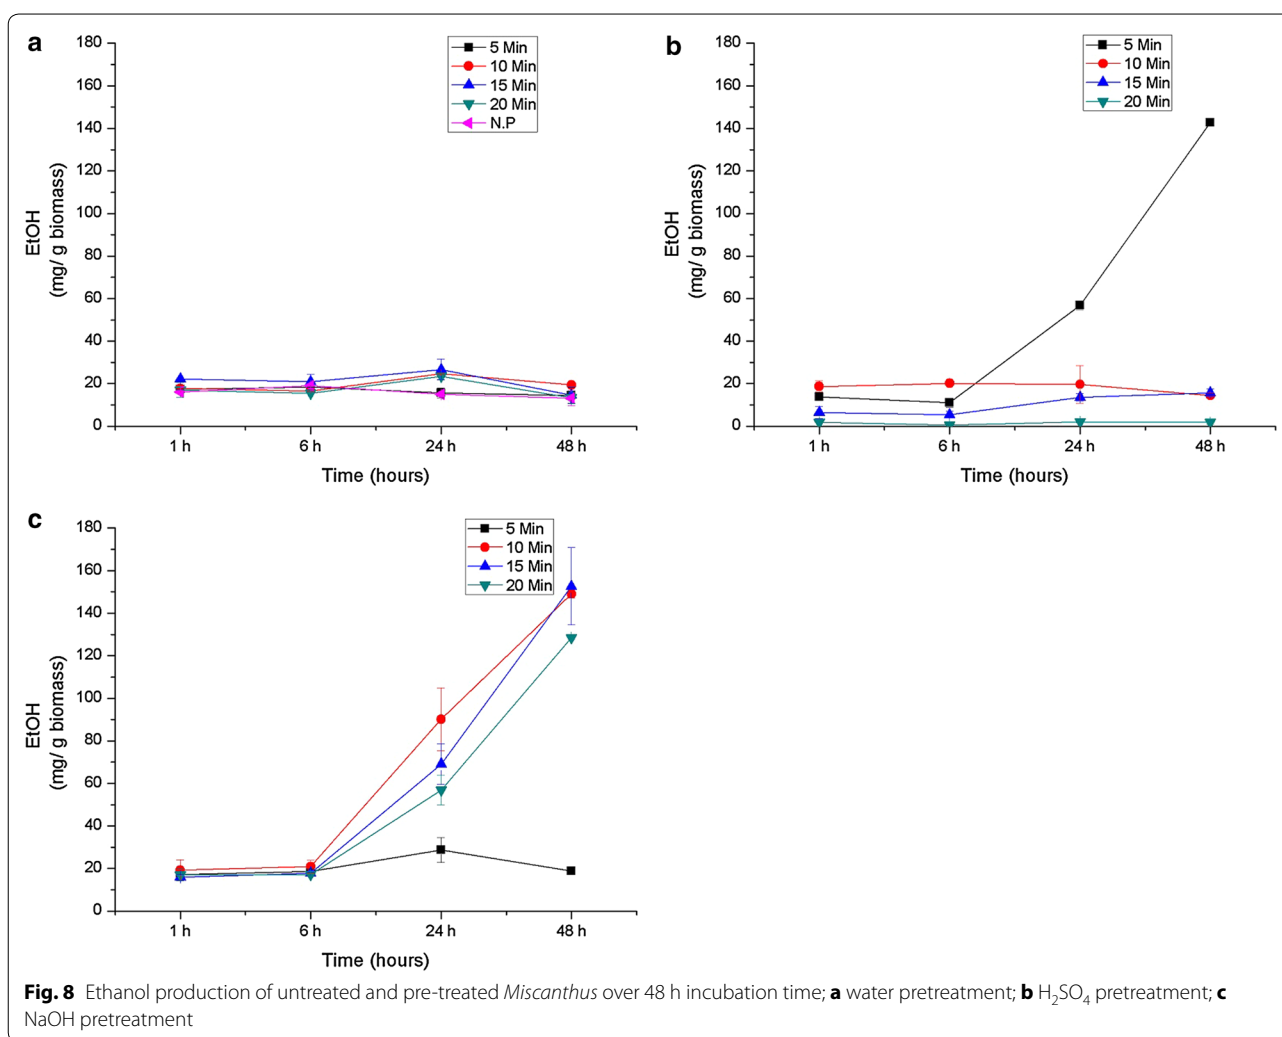 a
180
160
140
120
100
80
60
40
20
0
EtOH
(mg/ g biomass)
5 Min
10 Min
15 Min
20 Min
N.P
1 h 6 h 24 h 48 h
Time (hours)
b
180
160
140
120
100
80
60
40
20
0
EtOH
(mg/ g biomass)
5 Min
10 Min
15 Min
20 Min
1 h 6 h 24 h 48 h
Time (hours)
c
180
160
140
120
100
80
60
40
20
0
EtOH
(mg/ g biomass)
5 Min
10 Min
15 Min
20 Min
1 h 6 h 24 h 48 h
Time (hours)
Fig. 8 Ethanol production of untreated and pre-treated Miscanthus over 48 h incubation time; a water pretreatment; b H₂SO₄ pretreatment; c
NaOH pretreatment